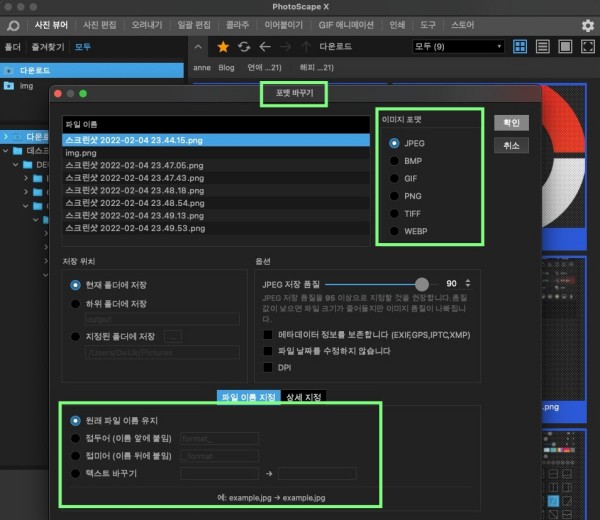 PhotoScape X
사진 뷰어 사진 편집 오려내기 일괄 편집 콜라주 이어붙이기 GIF 애니메이션 인쇄 도구 스토어
폴더 즐겨찾기 모두
다운로드
모두 (9)
다운로드
img
anne Blog 연애 ...21) 해피 ...21)
포맷 바꾸기
파일 이름
이미지 포맷
확인
취소
스크린샷 2022-02-04 23.44.15.png
img.png
스크린샷 2022-02-04 23.47.05.png
스크린샷 2022-02-04 23.47.43.png
스크린샷 2022-02-04 23.48.18.png
스크린샷 2022-02-04 23.48.54.png
스크린샷 2022-02-04 23.49.13.png
스크린샷 2022-02-04 23.49.53.png
JPEG
BMP
GIF
PNG
TIFF
WEBP
다운로
데스크
저장 위치
현재 폴더에 저장
하위 폴더에 저장
output
지정된 폴더에 저장 ...
옵션
JPEG 저장 품질 90
JPEG 저장 품질을 95 이상으로 지정할 것을 권장합니다.품질
값이 낮으면 파일 크기가 줄어들지만 이미지 품질이 나빠집
니다.
메타데이터 정보를 보존합니다 (EXIF,GPS,IPTC,XMP)
파일 날짜를 수정하지 않습니다
DPI
파일 이름 지정 상세 지정
원래 파일 이름 유지
접두어 (이름 앞에 붙임) format_
접미어 (이름 뒤에 붙임) _format
텍스트 바꾸기 →
예: example.jpg → example.jpg
.png